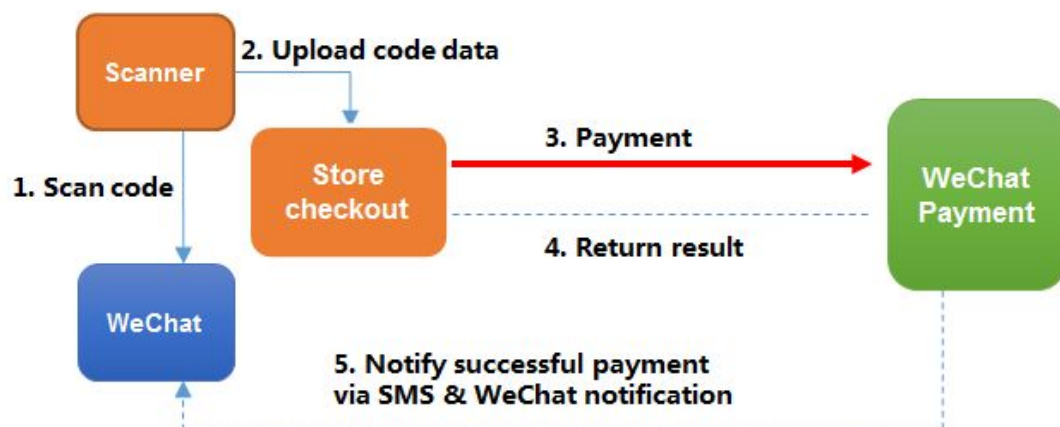 2. Upload code data
Scanner
3. Payment
Store
checkout
WeChat
Payment
1. Scan code
4. Return result
WeChat
5. Notify successful payment
via SMS & WeChat notification